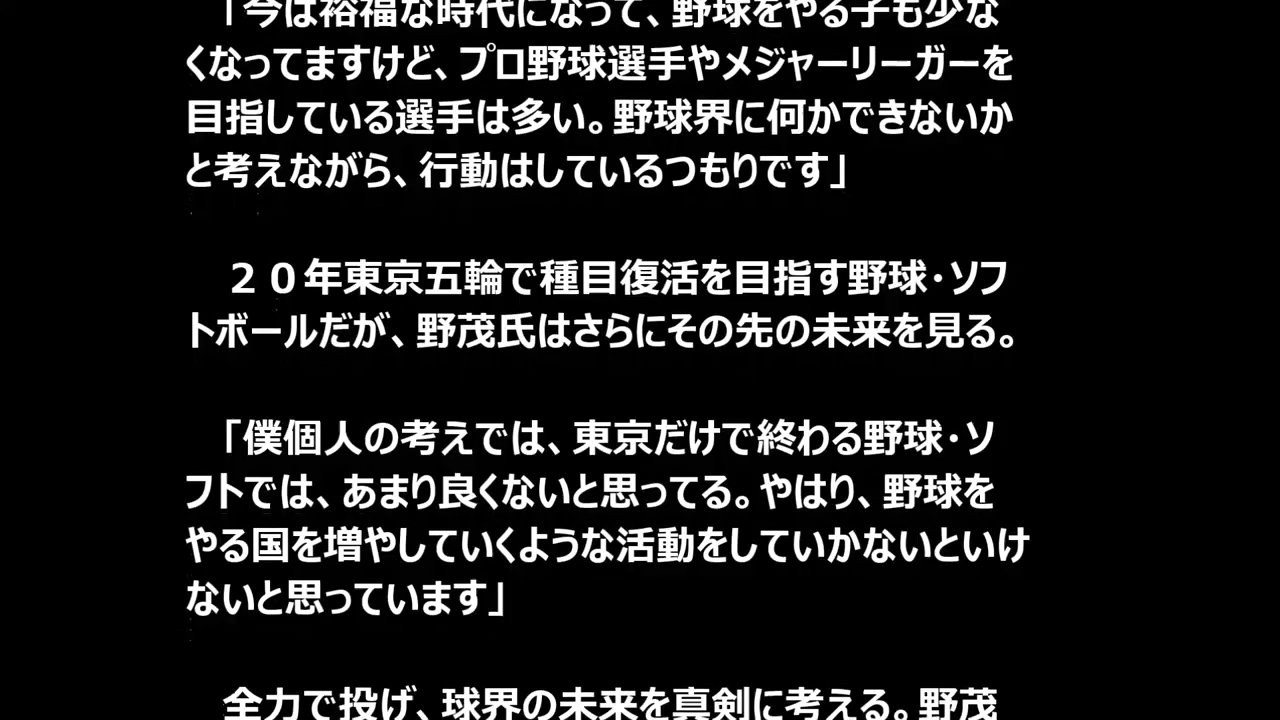 「今は裕福な時代になって、野球をやる子も少な
くなってますけど、プロ野球選手やメジャーリーガーを
目指している選手は多い。野球界に何かできないか
と考えながら、行動はしているつもりです」
２０年東京五輪で種目復活を目指す野球・ソフ
トボールだが、野茂氏はさらにその先の未来を見る。
「僕個人の考えでは、東京だけで終わる野球・ソ
フトでは、あまり良くないと思ってる。やはり、野球を
やる国を増やしていくような活動をしていかないといけ
ないと思っています」
全力で投げ、球界の未来を真剣に考える。野茂